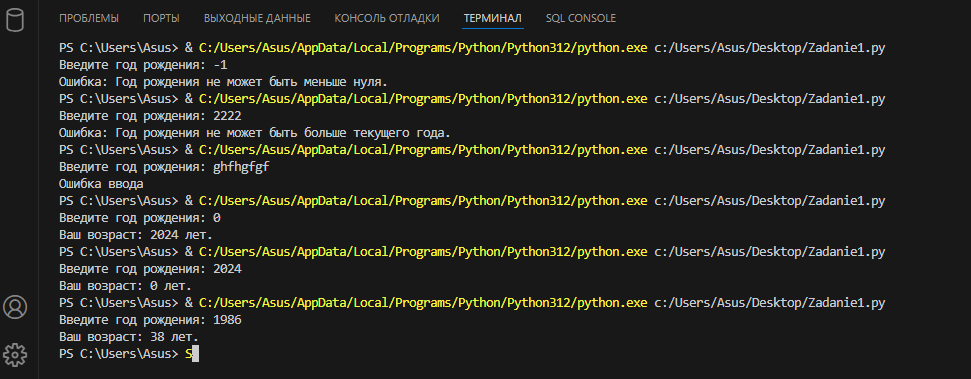 ПРОБЛЕМЫ ПОРТЫ ВЫХОДНЫЕ ДАННЫЕ КОНСОЛЬ ОТЛАДКИ ТЕРМИНАЛ SQL CONSOLE
PS C:\Users\Asus> & C:/Users/Asus/AppData/Local/Programs/Python/Python312/python.exe c:/Users/Asus/Desktop/Zadanie1.py
Введите год рождения: -1
Ошибка: Год рождения не может быть меньше нуля.
PS C:\Users\Asus> & C:/Users/Asus/AppData/Local/Programs/Python/Python312/python.exe c:/Users/Asus/Desktop/Zadanie1.py
Введите год рождения: 2222
Ошибка: Год рождения не может быть больше текущего года.
PS C:\Users\Asus> & C:/Users/Asus/AppData/Local/Programs/Python/Python312/python.exe c:/Users/Asus/Desktop/Zadanie1.py
Введите год рождения: ghfhgfgf
Ошибка ввода
PS C:\Users\Asus> & C:/Users/Asus/AppData/Local/Programs/Python/Python312/python.exe c:/Users/Asus/Desktop/Zadanie1.py
Введите год рождения: 0
Ваш возраст: 2024 лет.
PS C:\Users\Asus> & C:/Users/Asus/AppData/Local/Programs/Python/Python312/python.exe c:/Users/Asus/Desktop/Zadanie1.py
Введите год рождения: 2024
Ваш возраст: 0 лет.
PS C:\Users\Asus> & C:/Users/Asus/AppData/Local/Programs/Python/Python312/python.exe c:/Users/Asus/Desktop/Zadanie1.py
Введите год рождения: 1986
Ваш возраст: 38 лет.
PS C:\Users\Asus> S